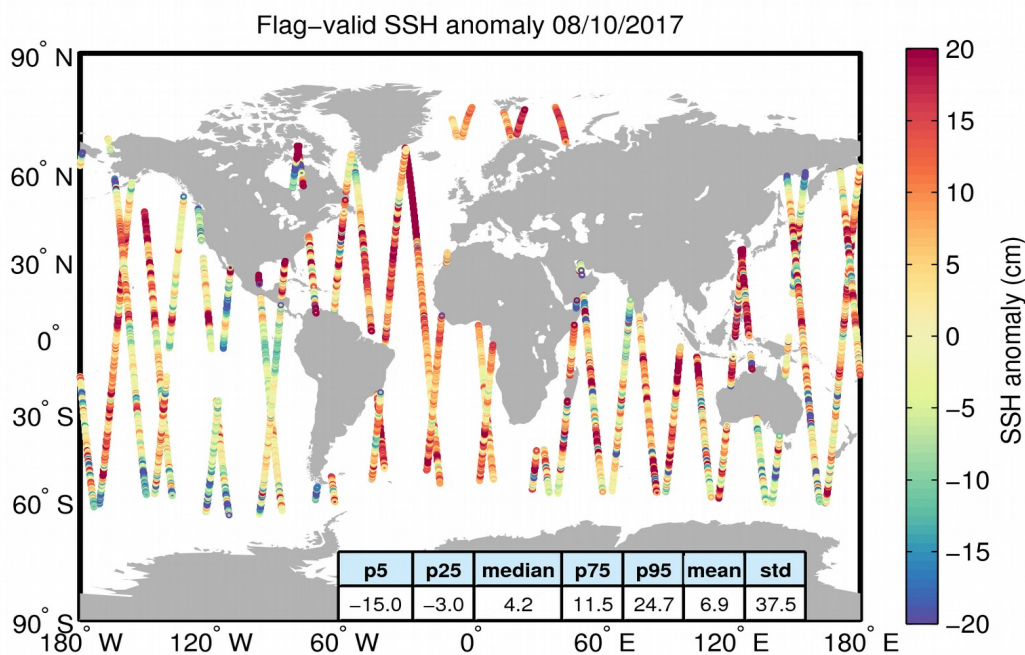 Flag−valid SSH anomaly 08/10/2017
90° N
60° N
30° N
0°
30° S
60° S
90° S
180° W
120° W
60° W
0°
60° E
120° E
180° E
p5 p25 median p75 p95 mean std
−15.0 −3.0 4.2 11.5 24.7 6.9 37.5
20
15
10
5
0
−5
−10
−15
−20
SSH anomaly (cm)